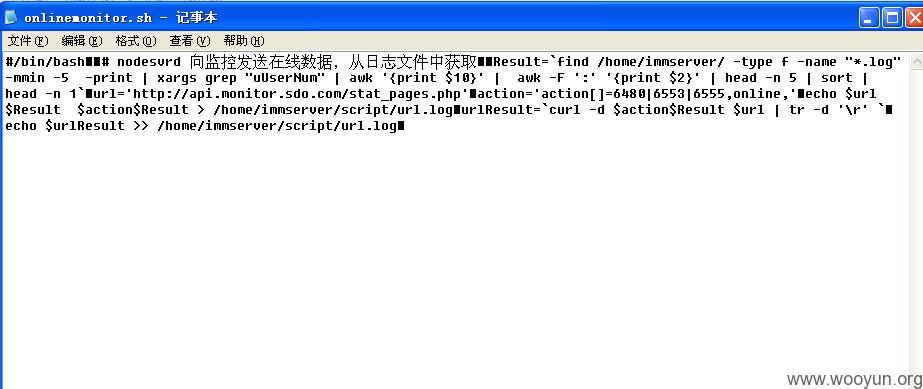 onlinemonitor.sh - 记事本
文件(F) 编辑(E) 格式(O) 查看(V) 帮助(H)
#/bin/bash■■# nodesvrd 向监控发送在线数据，从日志文件中获取■■Result=`find /home/immserver/ -type f -name "*.log"
-mmin -5  -print | xargs grep "uUserNum" | awk '{print $10}' |  awk -F ':' '{print $2}' | head -n 5 | sort |
head -n 1`■url='http://api.monitor.sdo.com/stat_pages.php'■action='action[]=6480|6553|6555,online,'■echo $url
$Result  $action$Result > /home/immserver/script/url.log■urlResult=`curl -d $action$Result $url | tr -d '\r' `■
echo $urlResult >> /home/immserver/script/url.log■
www.wooyun.org